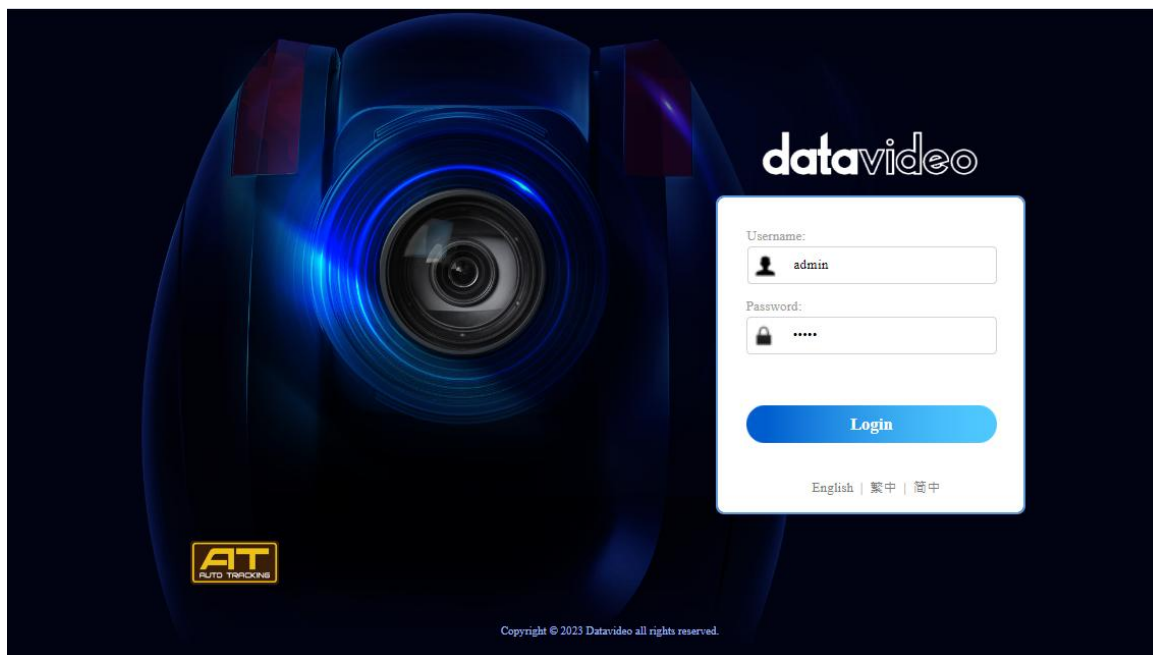 datavideo
Username:
admin
Password:
•••••
Login
English | 繁中 | 简中
AT
AUTO TRACKING
Copyright © 2023 Datavideo all rights reserved.